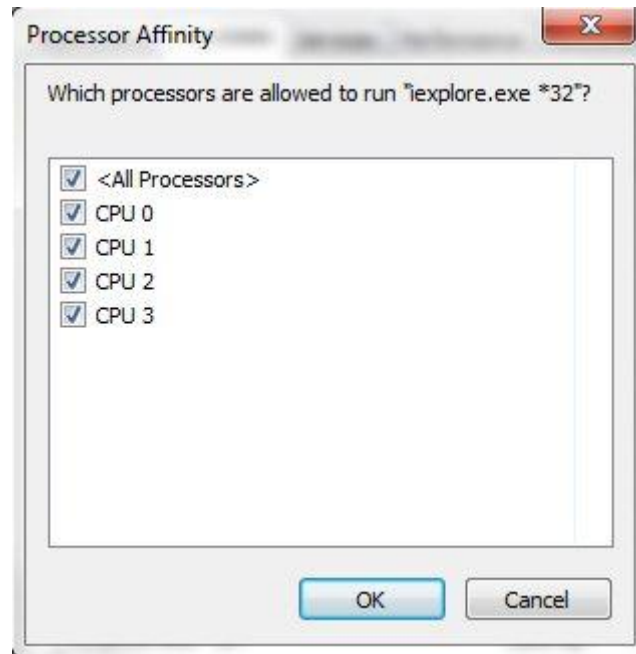 Processor Affinity
Which processors are allowed to run "iexplore.exe *32"?
<All Processors>
CPU 0
CPU 1
CPU 2
CPU 3
OK
Cancel